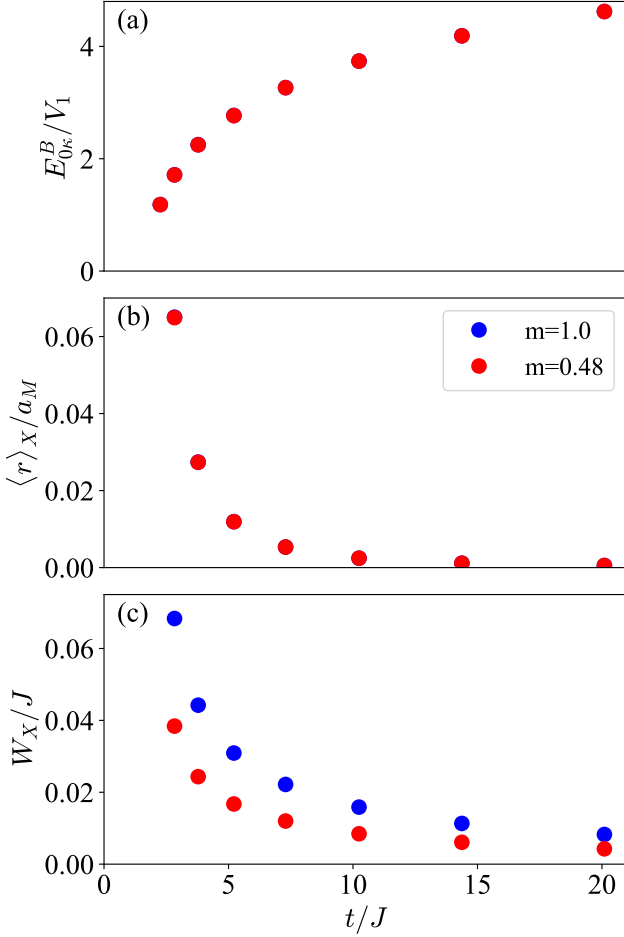 (a)
E^B_{0κ}/V_1
4
2
0
(b)
⟨r⟩_X/a_M
0.06
0.04
0.02
0.00
m=1.0
m=0.48
(c)
W_X/J
0.06
0.04
0.02
0.00
0 5 10 15 20
t/J